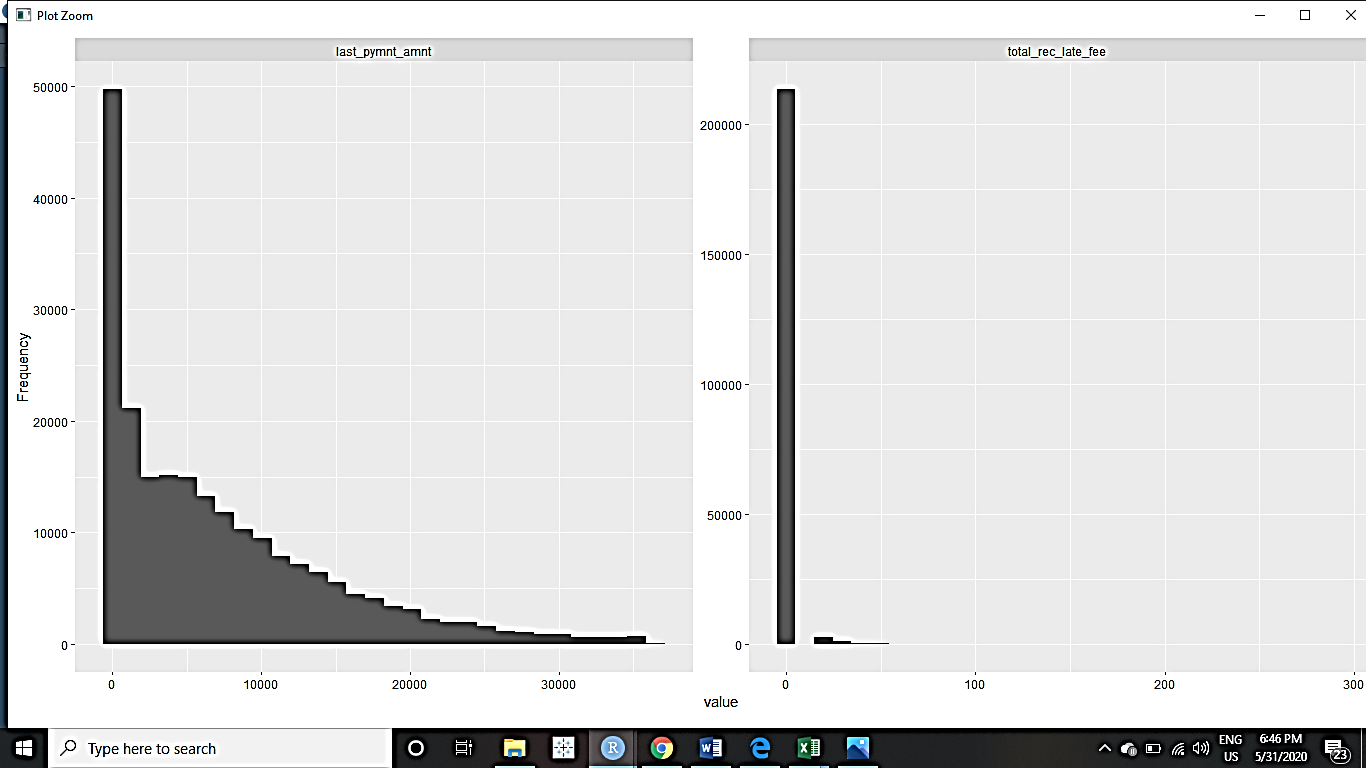 Plot Zoom
last_pymnt_amnt
total_rec_late_fee
50000
40000
30000
20000
10000
0
Frequency
0
10000
20000
30000
200000
150000
100000
50000
0
0
100
200
300
value
Type here to search
R
ENG
US
6:46 PM
5/31/2020
23